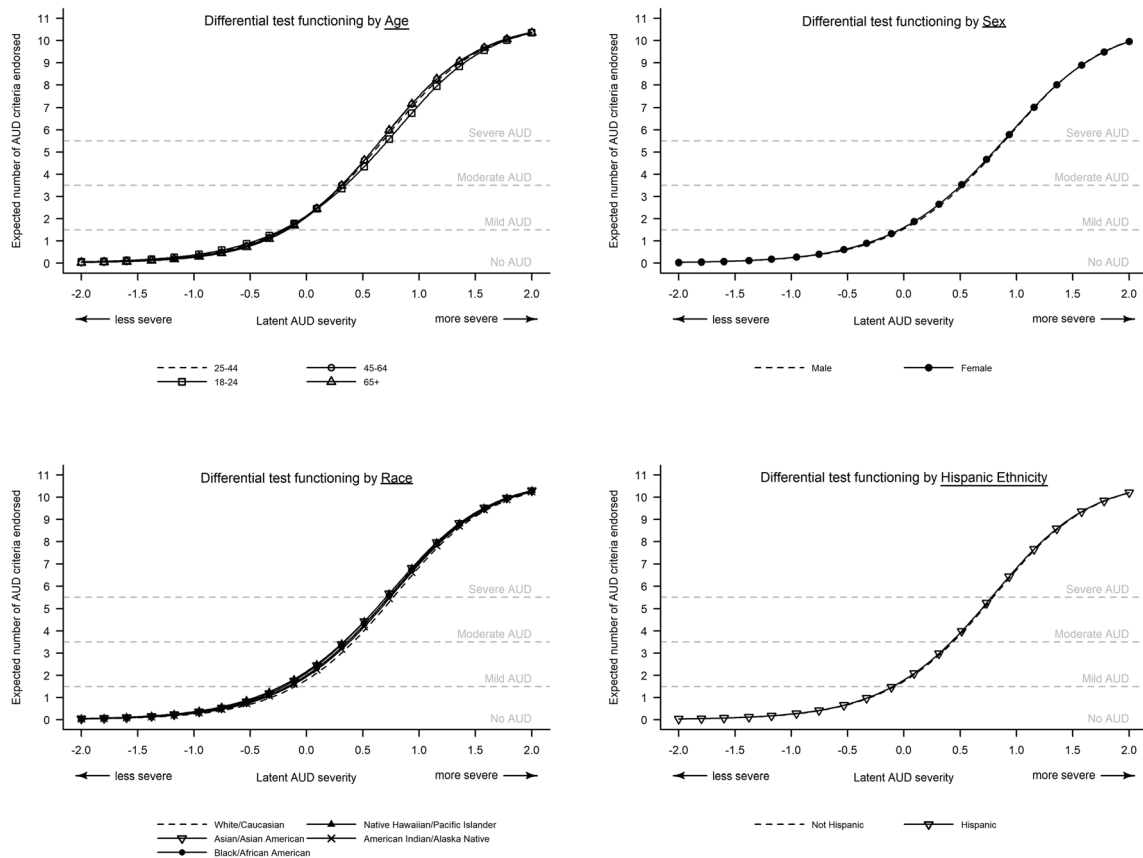 Differential test functioning by Age
Expected number of AUD criteria endorsed
11
10
9
8
7
6
5
4
3
2
1
0
Severe AUD
Moderate AUD
Mild AUD
No AUD
-2.0 -1.5 -1.0 -0.5 0.0 0.5 1.0 1.5 2.0
less severe Latent AUD severity more severe
25-44 45-64
18-24 65+
Differential test functioning by Sex
Expected number of AUD criteria endorsed
11
10
9
8
7
6
5
4
3
2
1
0
Severe AUD
Moderate AUD
Mild AUD
No AUD
-2.0 -1.5 -1.0 -0.5 0.0 0.5 1.0 1.5 2.0
less severe Latent AUD severity more severe
Male Female
Differential test functioning by Race
Expected number of AUD criteria endorsed
11
10
9
8
7
6
5
4
3
2
1
0
Severe AUD
Moderate AUD
Mild AUD
No AUD
-2.0 -1.5 -1.0 -0.5 0.0 0.5 1.0 1.5 2.0
less severe Latent AUD severity more severe
White/Caucasian Native Hawaiian/Pacific Islander
Asian/Asian American American Indian/Alaska Native
Black/African American
Differential test functioning by Hispanic Ethnicity
Expected number of AUD criteria endorsed
11
10
9
8
7
6
5
4
3
2
1
0
Severe AUD
Moderate AUD
Mild AUD
No AUD
-2.0 -1.5 -1.0 -0.5 0.0 0.5 1.0 1.5 2.0
less severe Latent AUD severity more severe
Not Hispanic Hispanic